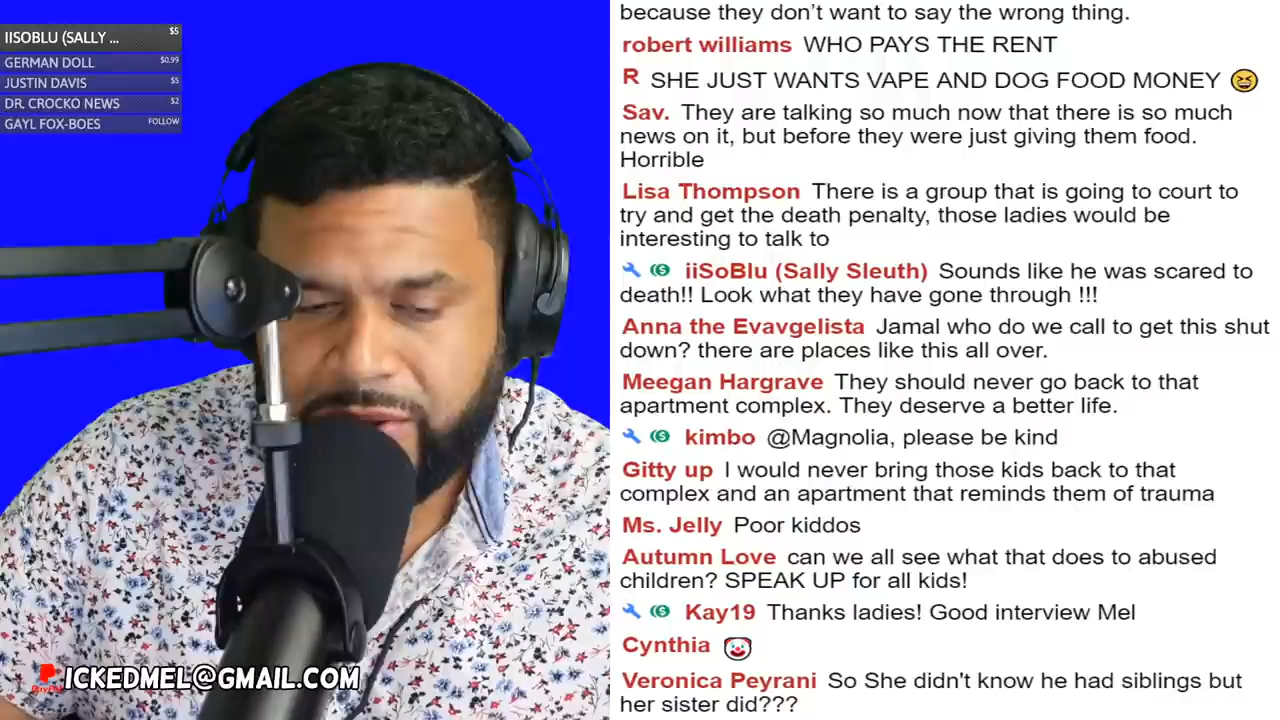 IISOBLU (SALLY ... $5
GERMAN DOLL $0.99
JUSTIN DAVIS $5
DR. CROCKO NEWS $2
GAYL FOX-BOES FOLLOW
because they don’t want to say the wrong thing.
robert williams WHO PAYS THE RENT
R SHE JUST WANTS VAPE AND DOG FOOD MONEY 😆
Sav. They are talking so much now that there is so much
news on it, but before they were just giving them food.
Horrible
Lisa Thompson There is a group that is going to court to
try and get the death penalty, those ladies would be
interesting to talk to
iiSoBlu (Sally Sleuth) Sounds like he was scared to
death!! Look what they have gone through !!!
Anna the Evavgelista Jamal who do we call to get this shut
down? there are places like this all over.
Meegan Hargrave They should never go back to that
apartment complex. They deserve a better life.
kimbo @Magnolia, please be kind
Gitty up I would never bring those kids back to that
complex and an apartment that reminds them of trauma
Ms. Jelly Poor kiddos
Autumn Love can we all see what that does to abused
children? SPEAK UP for all kids!
Kay19 Thanks ladies! Good interview Mel
Cynthia 🤡
Veronica Peyrani So She didn't know he had siblings but
her sister did???
PayPal
ICKEDMEL@GMAIL.COM